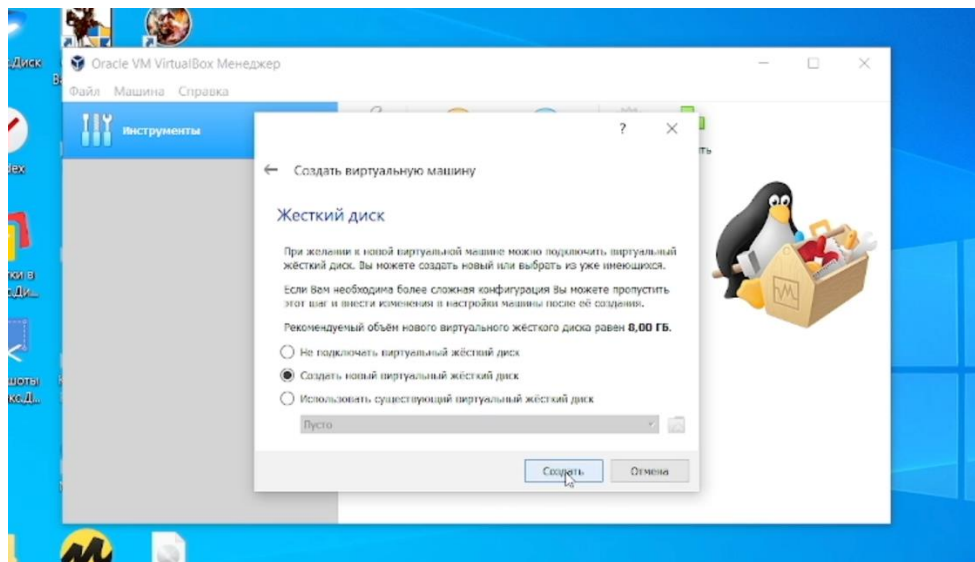 Диск
Oracle VM VirtualBox Менеджер
Файл Машина Справка
Инструменты
?
Создать виртуальную машину
Жесткий диск
При желании к новой виртуальной машине можно подключить виртуальный
жёсткий диск. Вы можете создать новый или выбрать из уже имеющихся.
Если Вам необходима более сложная конфигурация Вы можете пропустить
этот шаг и внести изменения в настройки машины после её создания.
Рекомендуемый объём нового виртуального жёсткого диска равен 8,00 ГБ.
Не подключать виртуальный жёсткий диск
Создать новый виртуальный жёсткий диск
Использовать существующий виртуальный жёсткий диск
Пусто
Создать Отмена